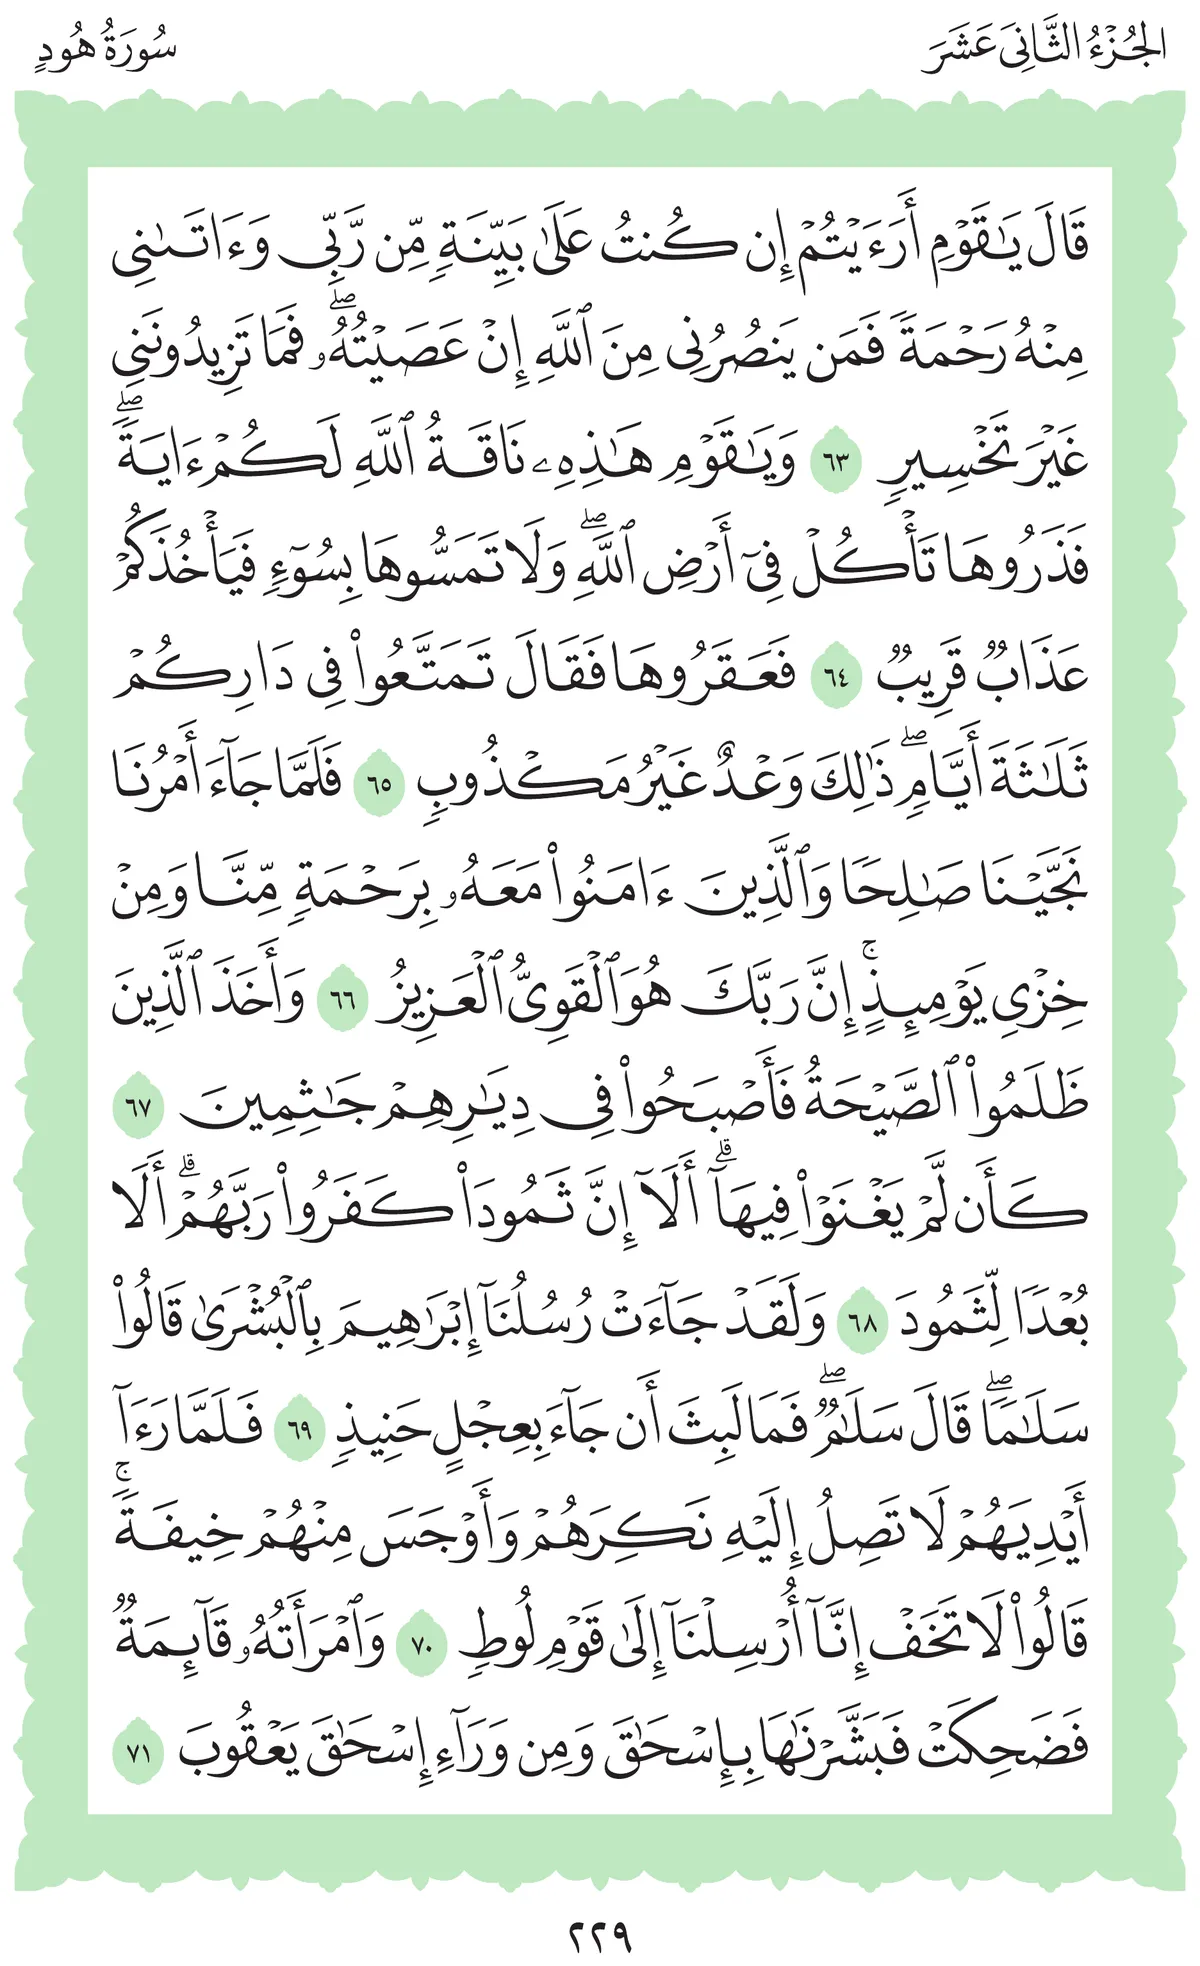 الجُزْءُ الثَّانِيَ عَشَرَ
سُورَةُ هُودٍ
قَالَ يَـٰقَوْمِ أَرَءَيْتُمْ إِن كُنتُ عَلَىٰ بَيِّنَةٍ مِّن رَّبِّى وَءَاتَىٰنِى
مِنْهُ رَحْمَةً فَمَن يَنصُرُنِى مِنَ ٱللَّهِ إِنْ عَصَيْتُهُۥ ۖ فَمَا تَزِيدُونَنِى
غَيْرَ تَخْسِيرٍ ٦٣ وَيَـٰقَوْمِ هَـٰذِهِۦ نَاقَةُ ٱللَّهِ لَكُمْ ءَايَةً ۖ
فَذَرُوهَا تَأْكُلْ فِىٓ أَرْضِ ٱللَّهِ ۖ وَلَا تَمَسُّوهَا بِسُوٓءٍ فَيَأْخُذَكُمْ
عَذَابٌ قَرِيبٌ ٦٤ فَعَقَرُوهَا فَقَالَ تَمَتَّعُوا۟ فِى دَارِكُمْ
ثَلَـٰثَةَ أَيَّامٍ ۖ ذَٰلِكَ وَعْدٌ غَيْرُ مَكْذُوبٍ ٦٥ فَلَمَّا جَآءَ أَمْرُنَا
نَجَّيْنَا صَـٰلِحًا وَٱلَّذِينَ ءَامَنُوا۟ مَعَهُۥ بِرَحْمَةٍ مِّنَّا وَمِنْ
خِزْىِ يَوْمِئِذٍ ۚ إِنَّ رَبَّكَ هُوَ ٱلْقَوِىُّ ٱلْعَزِيزُ ٦٦ وَأَخَذَ ٱلَّذِينَ
ظَلَمُوا۟ ٱلصَّيْحَةُ فَأَصْبَحُوا۟ فِى دِيَـٰرِهِمْ جَـٰثِمِينَ ٦٧
كَأَن لَّمْ يَغْنَوْا۟ فِيهَآ ۗ أَلَآ إِنَّ ثَمُودَا۟ كَفَرُوا۟ رَبَّهُمْ ۗ أَلَا
بُعْدًا لِّثَمُودَ ٦٨ وَلَقَدْ جَآءَتْ رُسُلُنَآ إِبْرَٰهِيمَ بِٱلْبُشْرَىٰ قَالُوا۟
سَلَـٰمًا ۖ قَالَ سَلَـٰمٌ ۖ فَمَا لَبِثَ أَن جَآءَ بِعِجْلٍ حَنِيذٍ ٦٩ فَلَمَّا رَءَآ
أَيْدِيَهُمْ لَا تَصِلُ إِلَيْهِ نَكِرَهُمْ وَأَوْجَسَ مِنْهُمْ خِيفَةً ۚ
قَالُوا۟ لَا تَخَفْ إِنَّآ أُرْسِلْنَآ إِلَىٰ قَوْمِ لُوطٍ ٧٠ وَٱمْرَأَتُهُۥ قَآئِمَةٌ
فَضَحِكَتْ فَبَشَّرْنَـٰهَا بِإِسْحَـٰقَ وَمِن وَرَآءِ إِسْحَـٰقَ يَعْقُوبَ ٧١
٢٢٩